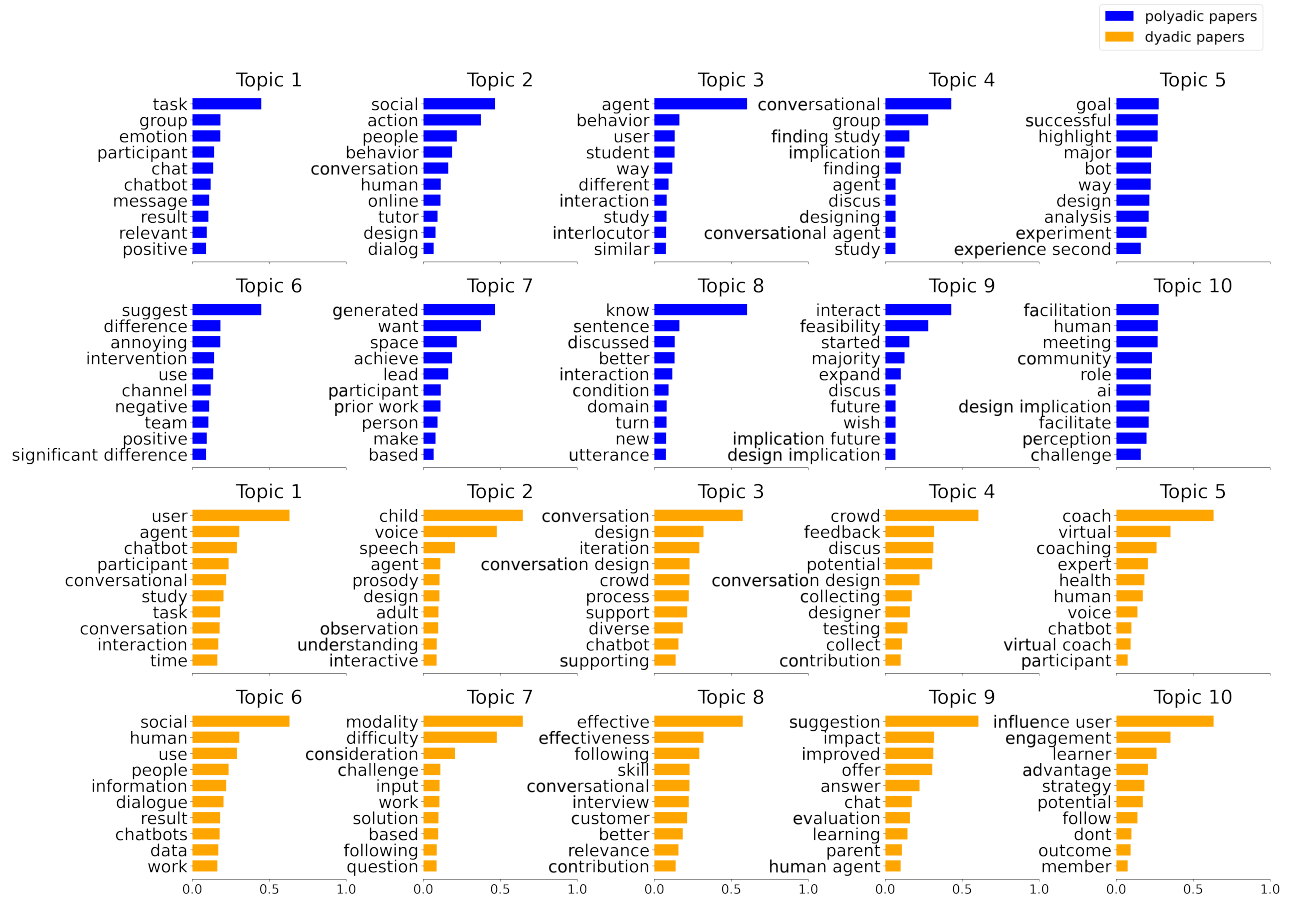 polyadic papers
dyadic papers
Topic 1
task
group
emotion
participant
chat
chatbot
message
result
relevant
positive
Topic 2
social
action
people
behavior
conversation
human
online
tutor
design
dialog
Topic 3
agent
behavior
user
student
way
different
interaction
study
interlocutor
similar
Topic 4
conversational
group
finding study
implication
finding
agent
discus
designing
conversational agent
study
Topic 5
goal
successful
highlight
major
bot
way
design
analysis
experiment
experience second
Topic 6
suggest
difference
annoying
intervention
use
channel
negative
team
positive
significant difference
Topic 7
generated
want
space
achieve
lead
participant
prior work
person
make
based
Topic 8
know
sentence
discussed
better
interaction
condition
domain
turn
new
utterance
Topic 9
interact
feasibility
started
majority
expand
discus
future
wish
implication future
design implication
Topic 10
facilitation
human
meeting
community
role
ai
design implication
facilitate
perception
challenge
Topic 1
user
agent
chatbot
participant
conversational
study
task
conversation
interaction
time
Topic 2
child
voice
speech
agent
prosody
design
adult
observation
understanding
interactive
Topic 3
conversation
design
iteration
conversation design
crowd
process
support
diverse
chatbot
supporting
Topic 4
crowd
feedback
discus
potential
conversation design
collecting
designer
testing
collect
contribution
Topic 5
coach
virtual
coaching
expert
health
human
voice
chatbot
virtual coach
participant
Topic 6
social
human
use
people
information
dialogue
result
chatbots
data
work
0.0 0.5 1.0
Topic 7
modality
difficulty
consideration
challenge
input
work
solution
based
following
question
0.0 0.5 1.0
Topic 8
effective
effectiveness
following
skill
conversational
interview
customer
better
relevance
contribution
0.0 0.5 1.0
Topic 9
suggestion
impact
improved
offer
answer
chat
evaluation
learning
parent
human agent
0.0 0.5 1.0
Topic 10
influence user
engagement
learner
advantage
strategy
potential
follow
dont
outcome
member
0.0 0.5 1.0